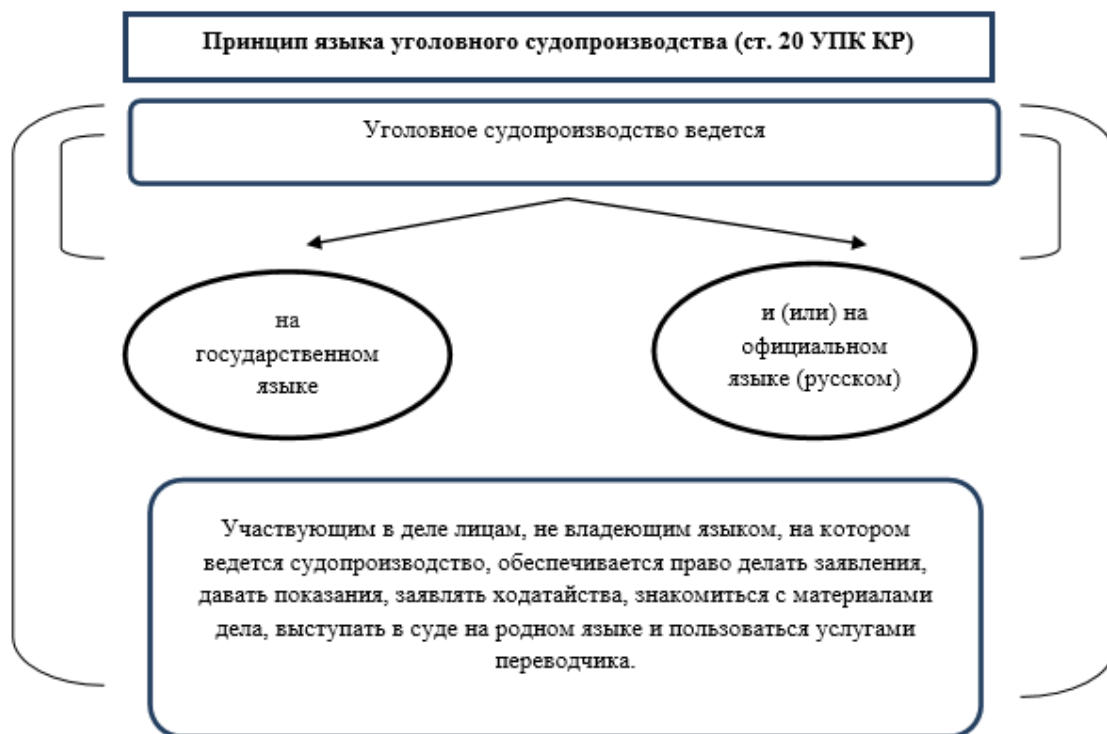 Принцип языка уголовного судопроизводства (ст. 20 УПК КР)
Уголовное судопроизводство ведется
на
государственном
языке
и (или) на
официальном
языке (русском)
Участвующим в деле лицам, не владеющим языком, на котором
ведется судопроизводство, обеспечивается право делать заявления,
давать показания, заявлять ходатайства, знакомиться с материалами
дела, выступать в суде на родном языке и пользоваться услугами
переводчика.